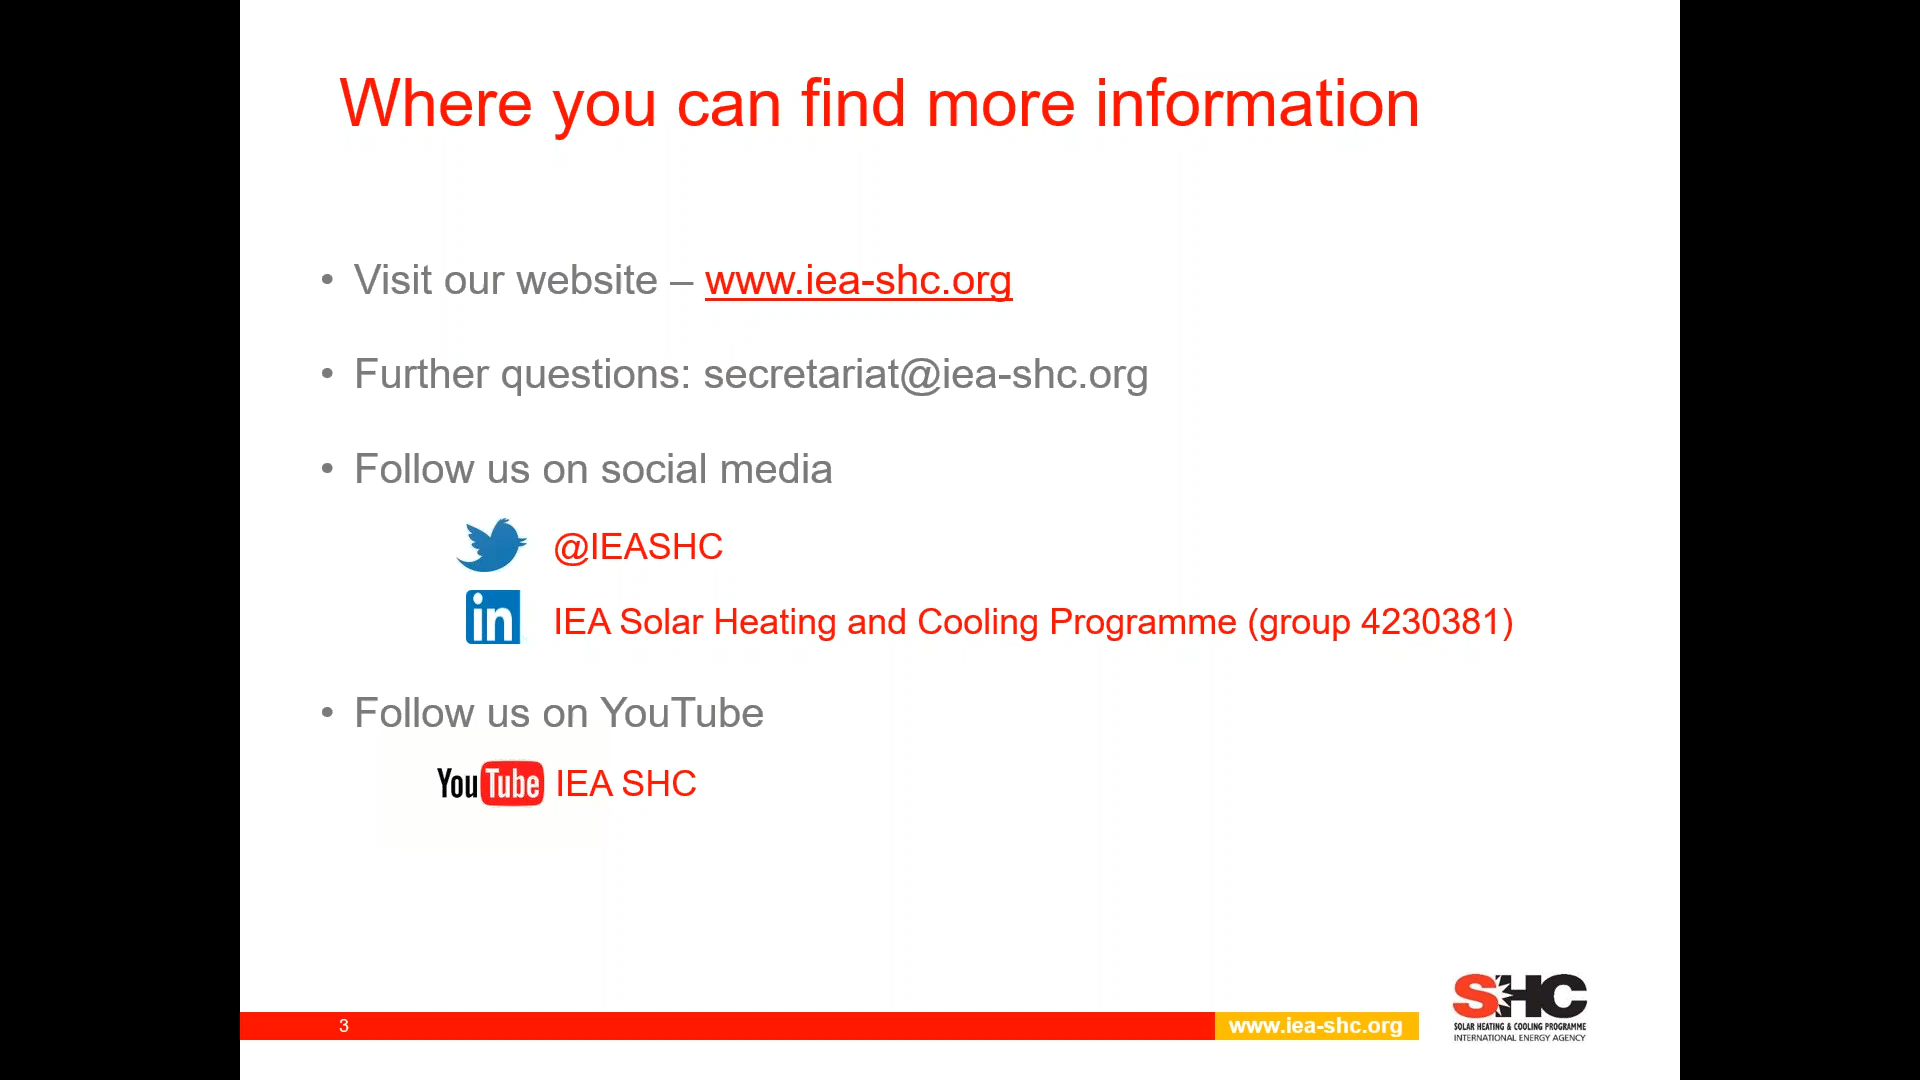 Where you can find more information
• Visit our website – www.iea-shc.org
• Further questions: secretariat@iea-shc.org
• Follow us on social media
@IEASHC
in IEA Solar Heating and Cooling Programme (group 4230381)
• Follow us on YouTube
YouTube IEA SHC
3
www.iea-shc.org
SHC
SOLAR HEATING & COOLING PROGRAMME
INTERNATIONAL ENERGY AGENCY